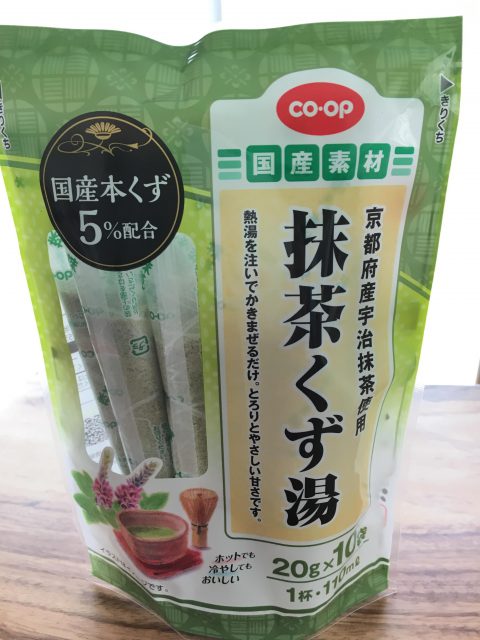 きりくち
きりくち
co·op
国産素材
国産本くず
5%配合
京都府産宇治抹茶使用
抹茶くず湯
熱湯を注いでかきまぜるだけ。とろりとやさしい甘さです。
ホットでも
冷やしても
おいしい
20g×10袋
1杯・110ml